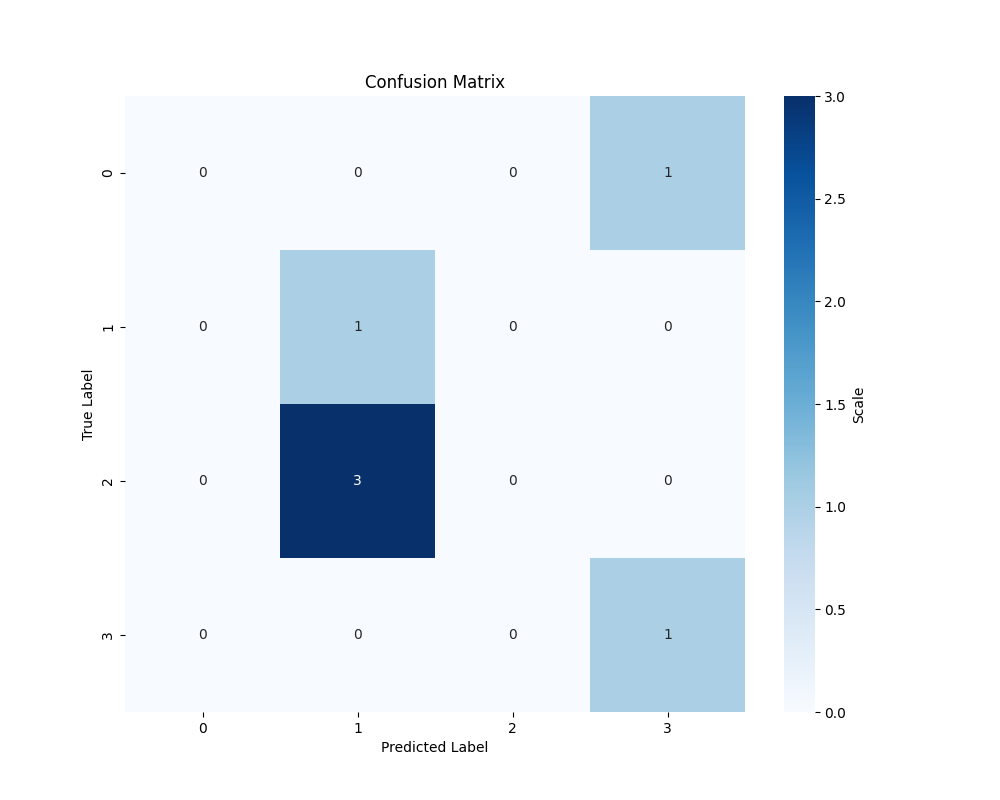 Confusion Matrix
0 0 0 0 1
1 0 1 0 0
2 0 3 0 0
3 0 0 0 1
0 1 2 3
Predicted Label
True Label
3.0
2.5
2.0
1.5
1.0
0.5
0.0
Scale